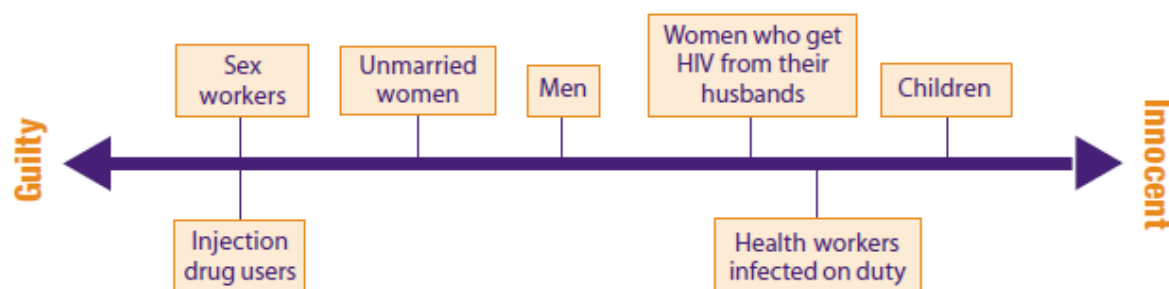 Guilty
Sex
workers
Unmarried
women
Men
Women who get
HIV from their
husbands
Children
Injection
drug users
Health workers
infected on duty
Innocent